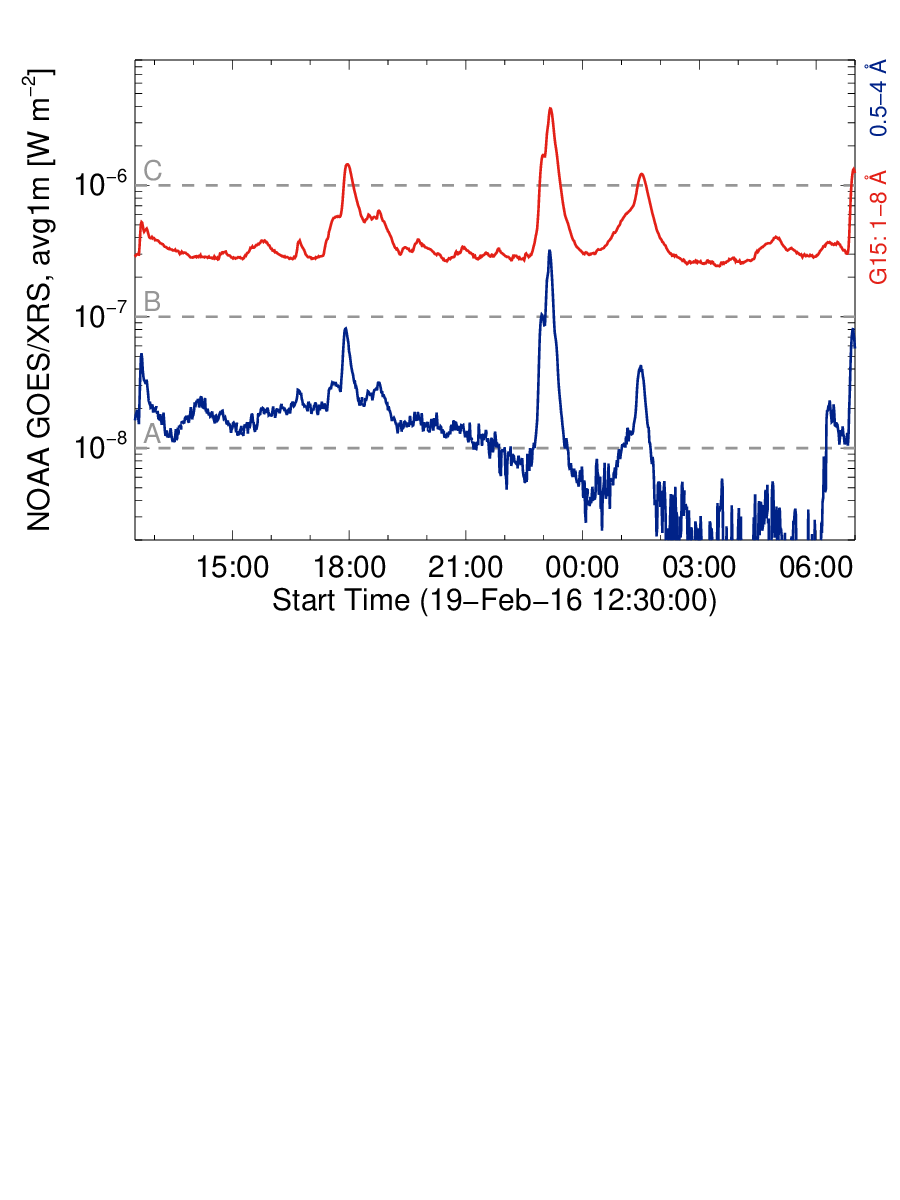 NOAA GOES/XRS, avg1m [W m⁻²]
10⁻⁶
10⁻⁷
10⁻⁸
C
B
A
15:00 18:00 21:00 00:00 03:00 06:00
Start Time (19−Feb−16 12:30:00)
G15: 1−8 Å
0.5−4 Å